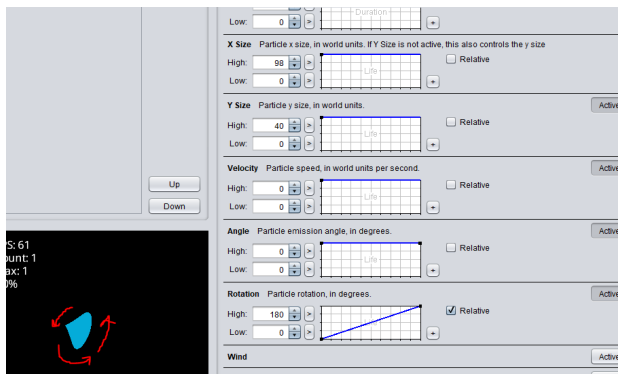 Duration
Low: 0 > +
X Size Particle x size, in world units. If Y Size is not active, this also controls the y size
High: 98 > Relative
Life
Low: 0 > +
Y Size Particle y size, in world units. Active
High: 40 > Relative
Life
Low: 0 > +
Velocity Particle speed, in world units per second. Active
High: 0 > Relative
Life
Low: 0 > +
Up
Down
Angle Particle emission angle, in degrees. Active
High: 0 > Relative
Life
Low: 0 > +
Rotation Particle rotation, in degrees. Active
High: 180 > Relative
Low: 0 > +
Wind Active
PS: 61
ount: 1
ax: 1
0%